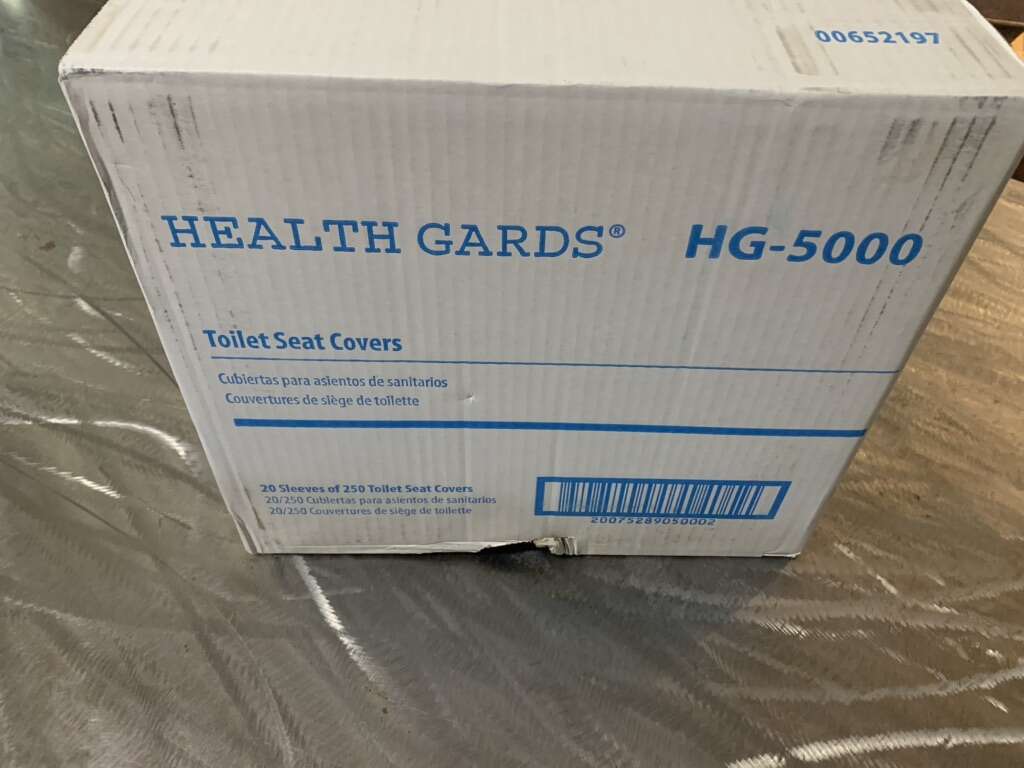 00652197
HEALTH GARDS® HG-5000
Toilet Seat Covers
Cubiertas para asientos de sanitarios
Couvertures de siège de toilette
20 Sleeves of 250 Toilet Seat Covers
20/250 Cubiertas para asientos de sanitarios
20/250 Couvertures de siège de toilette
20075289050002